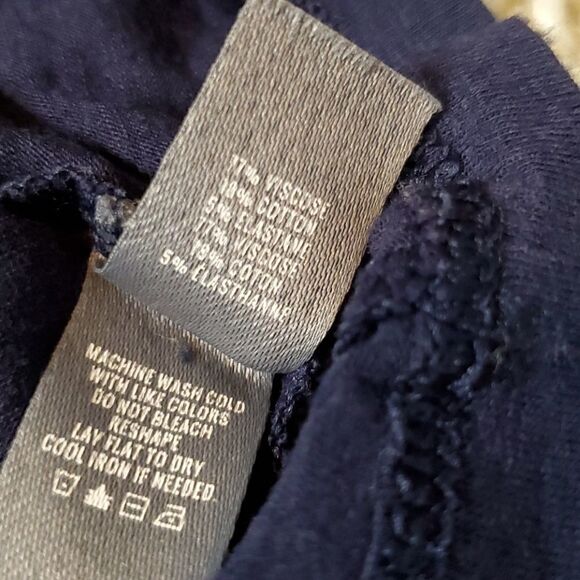 77% VISCOSE
18% COTTON
5% ELASTANE
77% VISCOSE
18% COTON
5% ELASTHANNE
MACHINE WASH COLD
WITH LIKE COLORS
DO NOT BLEACH
RESHAPE
LAY FLAT TO DRY
COOL IRON IF NEEDED.